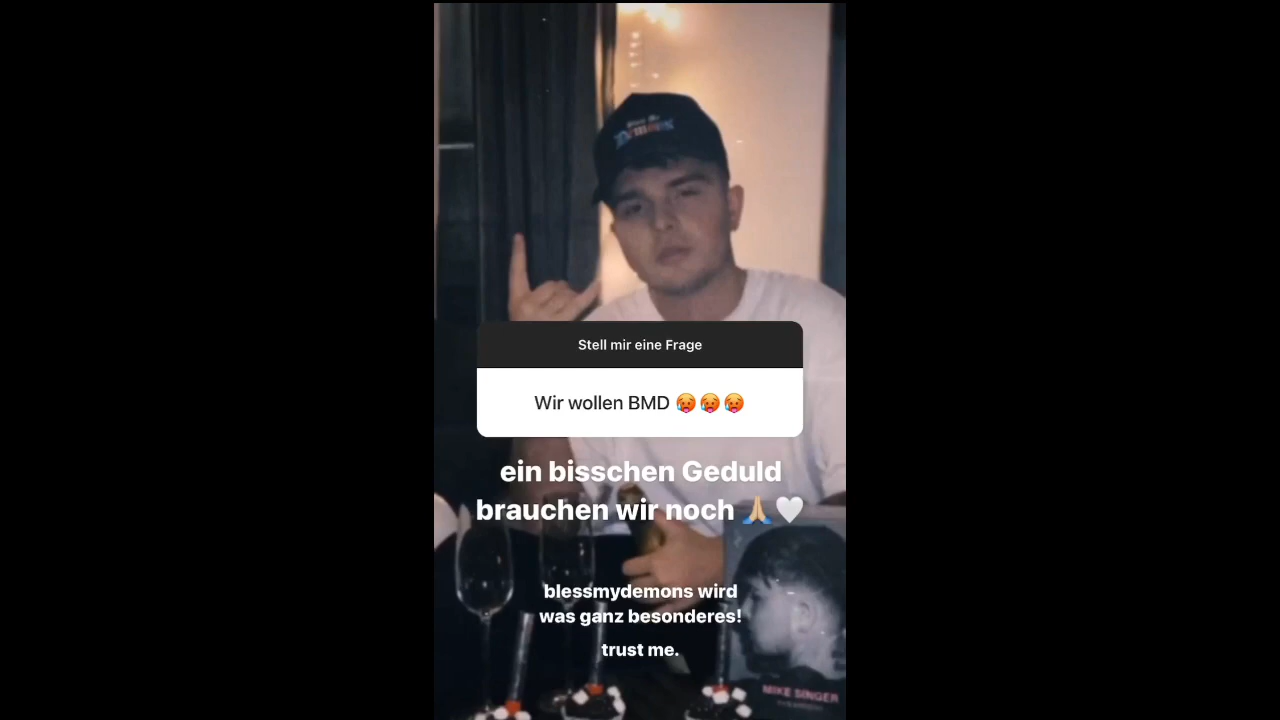 Demons
Stell mir eine Frage
Wir wollen BMD 🥵🥵🥵
ein bisschen Geduld
brauchen wir noch 🙏🏼🤍
blessmydemons wird
was ganz besonderes!
trust me.
MIKE SINGER